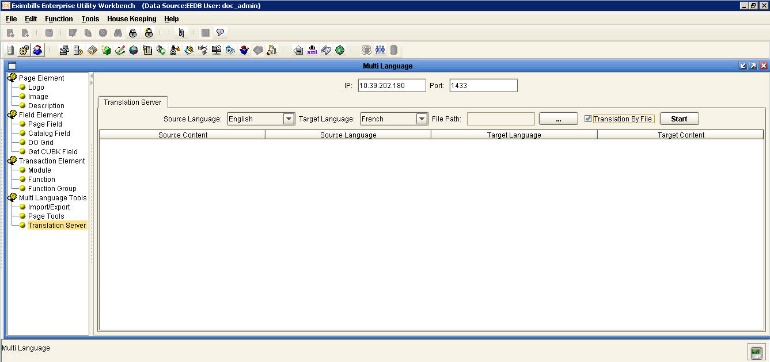 Eximbills Enterprise Utility Workbench (Data Source:EEDB User: doc_admin)
File Edit Function Tools House Keeping Help
Multi Language
Page Element
Logo
Image
Description
Field Element
Page Field
Catalog Field
DO Grid
Get CUBK Field
Transaction Element
Module
Function
Function Group
Multi Language Tools
Import/Export
Page Tools
Translation Server
IP: 10.39.202.180 Port: 1433
Translation Server
Source Language: English Target Language: French File Path: ... Translation By File Start
Source Content Source Language Target Language Target Content
Multi Language